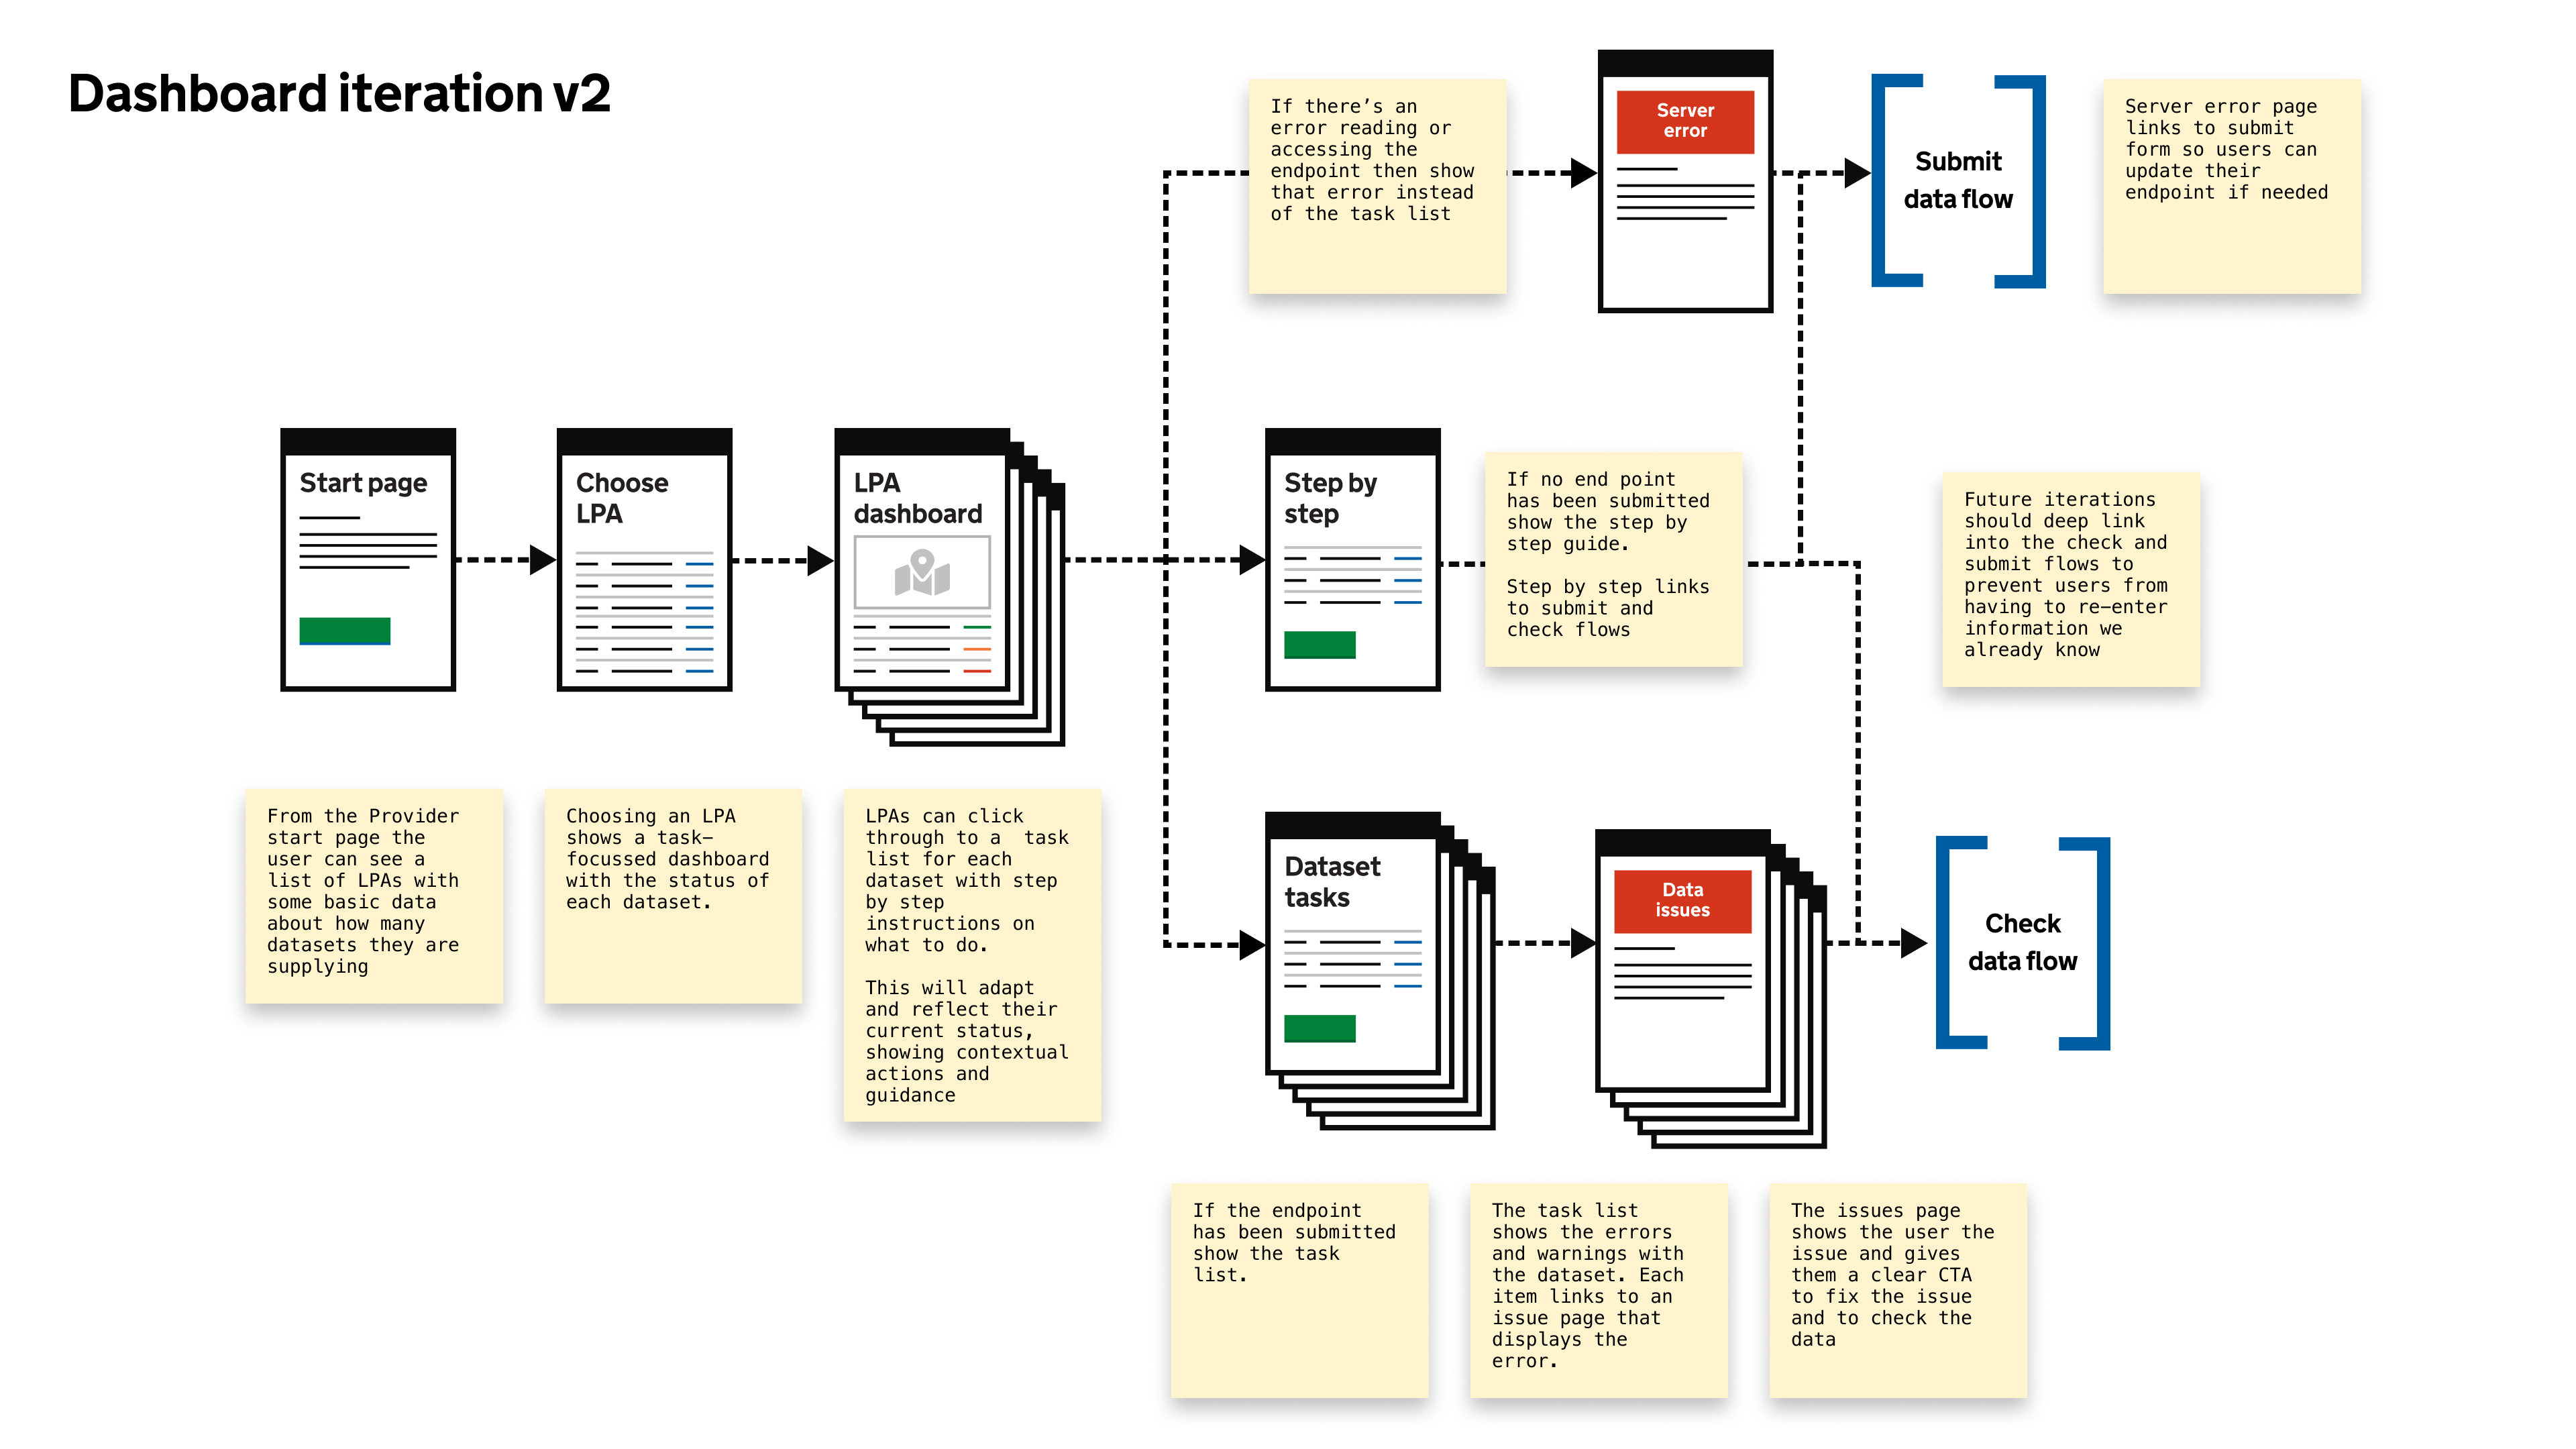 Dashboard iteration v2
If there’s an
error reading or
accessing the
endpoint then show
that error instead
of the task list
Server
error
Submit
data flow
Server error page
links to submit
form so users can
update their
endpoint if needed
Start page
Choose
LPA
LPA
dashboard
Step by
step
If no end point
has been submitted
show the step by
step guide.
Step by step links
to submit and
check flows
Future iterations
should deep link
into the check and
submit flows to
prevent users from
having to re-enter
information we
already know
From the Provider
start page the
user can see a
list of LPAs with
some basic data
about how many
datasets they are
supplying
Choosing an LPA
shows a task-
focussed dashboard
with the status of
each dataset.
LPAs can click
through to a  task
list for each
dataset with step
by step
instructions on
what to do.
This will adapt
and reflect their
current status,
showing contextual
actions and
guidance
Dataset
tasks
Data
issues
Check
data flow
If the endpoint
has been submitted
show the task
list.
The task list
shows the errors
and warnings with
the dataset. Each
item links to an
issue page that
displays the
error.
The issues page
shows the user the
issue and gives
them a clear CTA
to fix the issue
and to check the
data